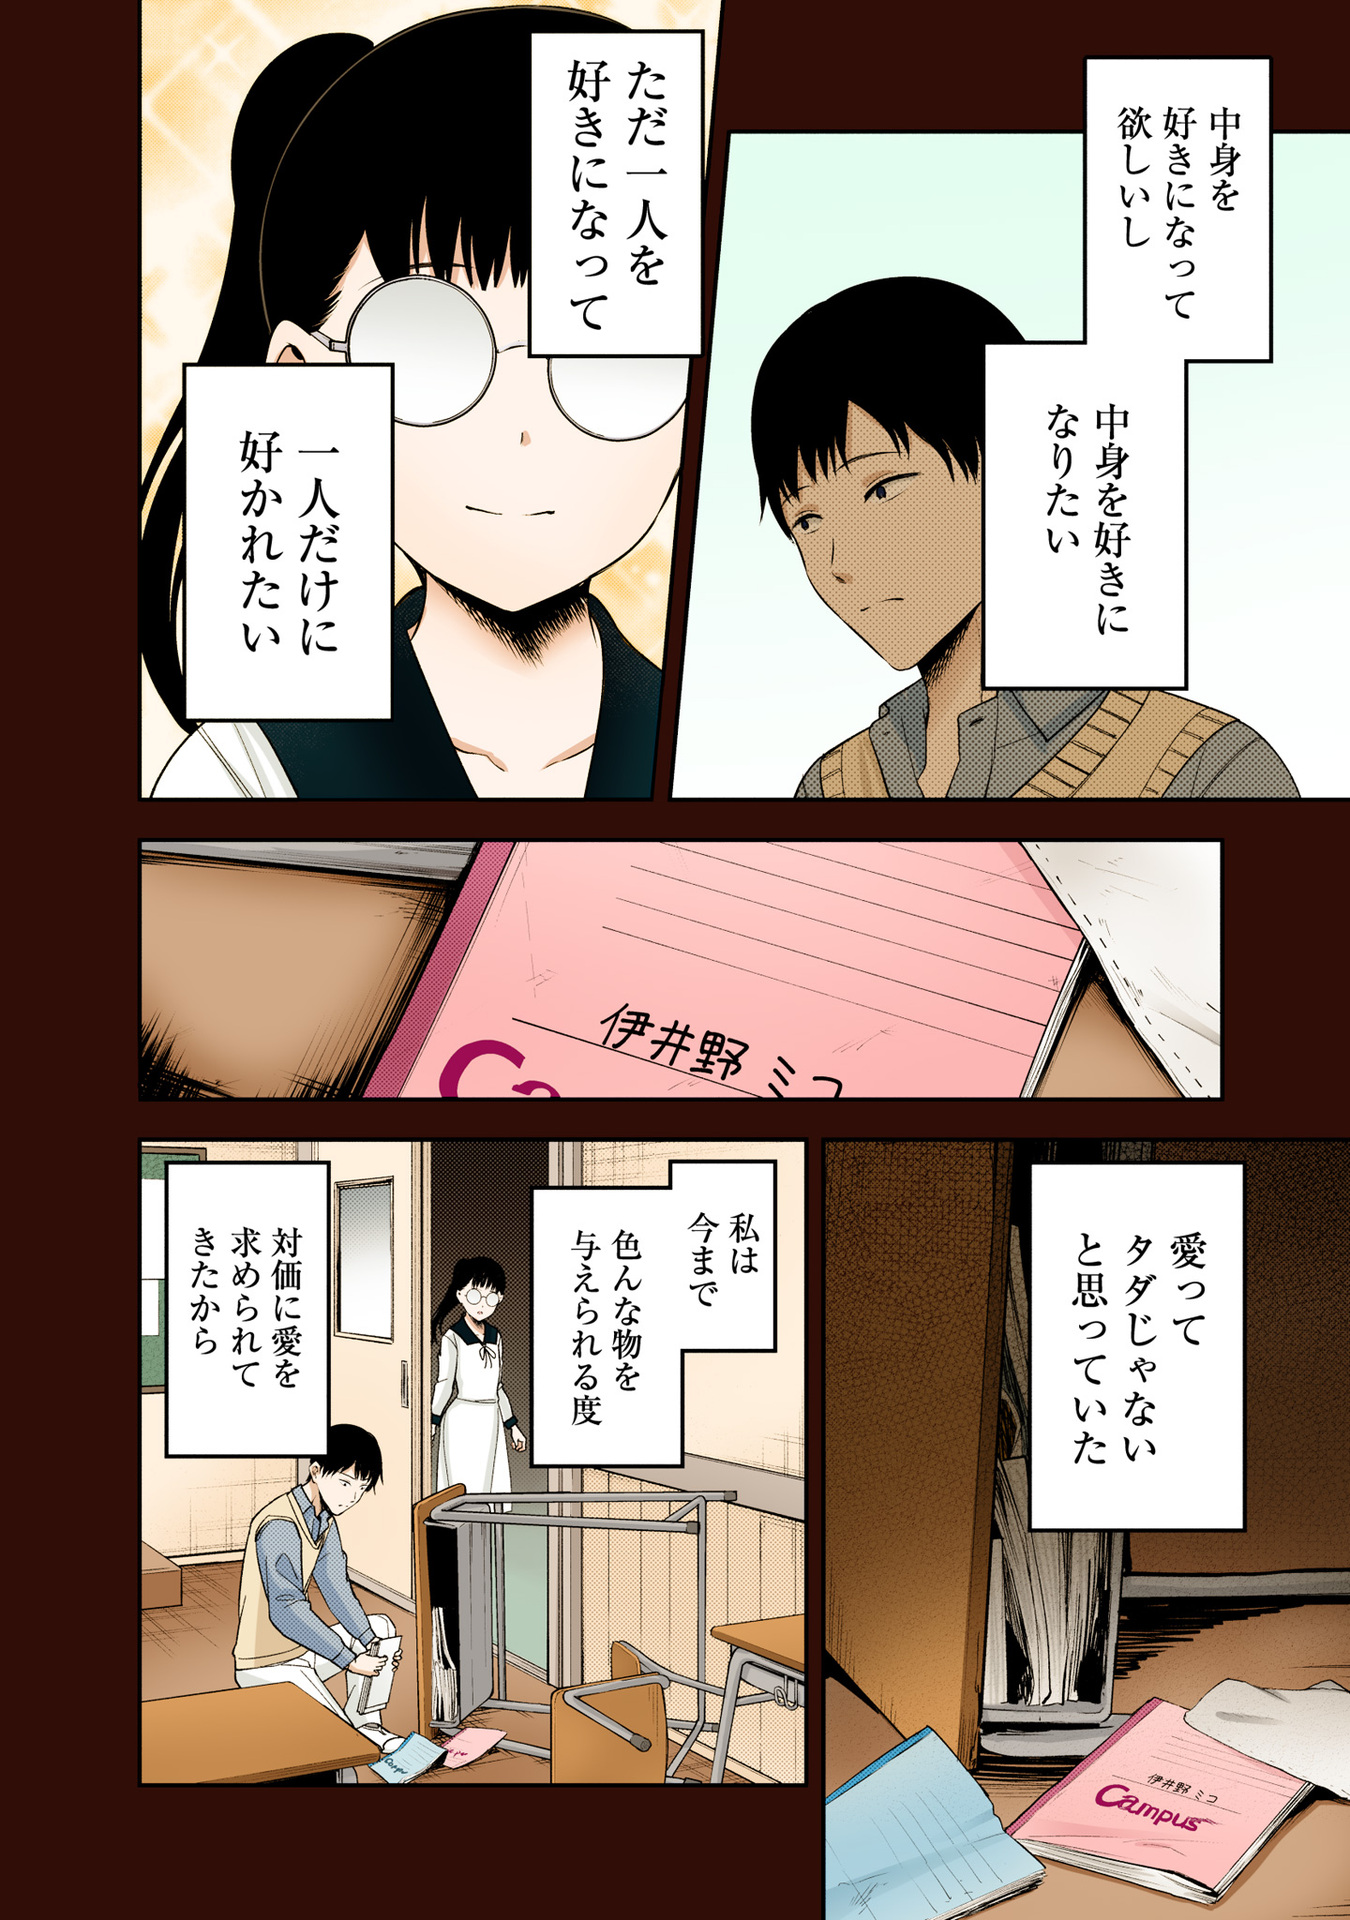 中身を
好きになって
欲しいし
中身を好きに
なりたい
ただ一人を
好きになって
一人だけに
好かれたい
伊井野 ミコ
Ca
愛って
タダじゃない
と思っていた
伊井野 ミコ
Campus
私は
今まで
色んな物を
与えられる度
対価に愛を
求められて
きたから
Campus